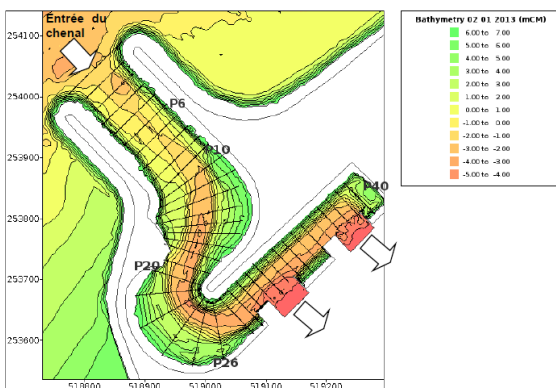 Entrée du
chenal
254100
254000
253900
253800
253700
253600
P6
P10
P40
P20
P26
518800 518900 519000 519100 519200
Bathymetry 02 01 2013 (mCM)
6.00 to 7.00
5.00 to 6.00
4.00 to 5.00
3.00 to 4.00
2.00 to 3.00
1.00 to 2.00
0.00 to 1.00
-1.00 to 0.00
-2.00 to -1.00
-3.00 to -2.00
-4.00 to -3.00
-5.00 to -4.00